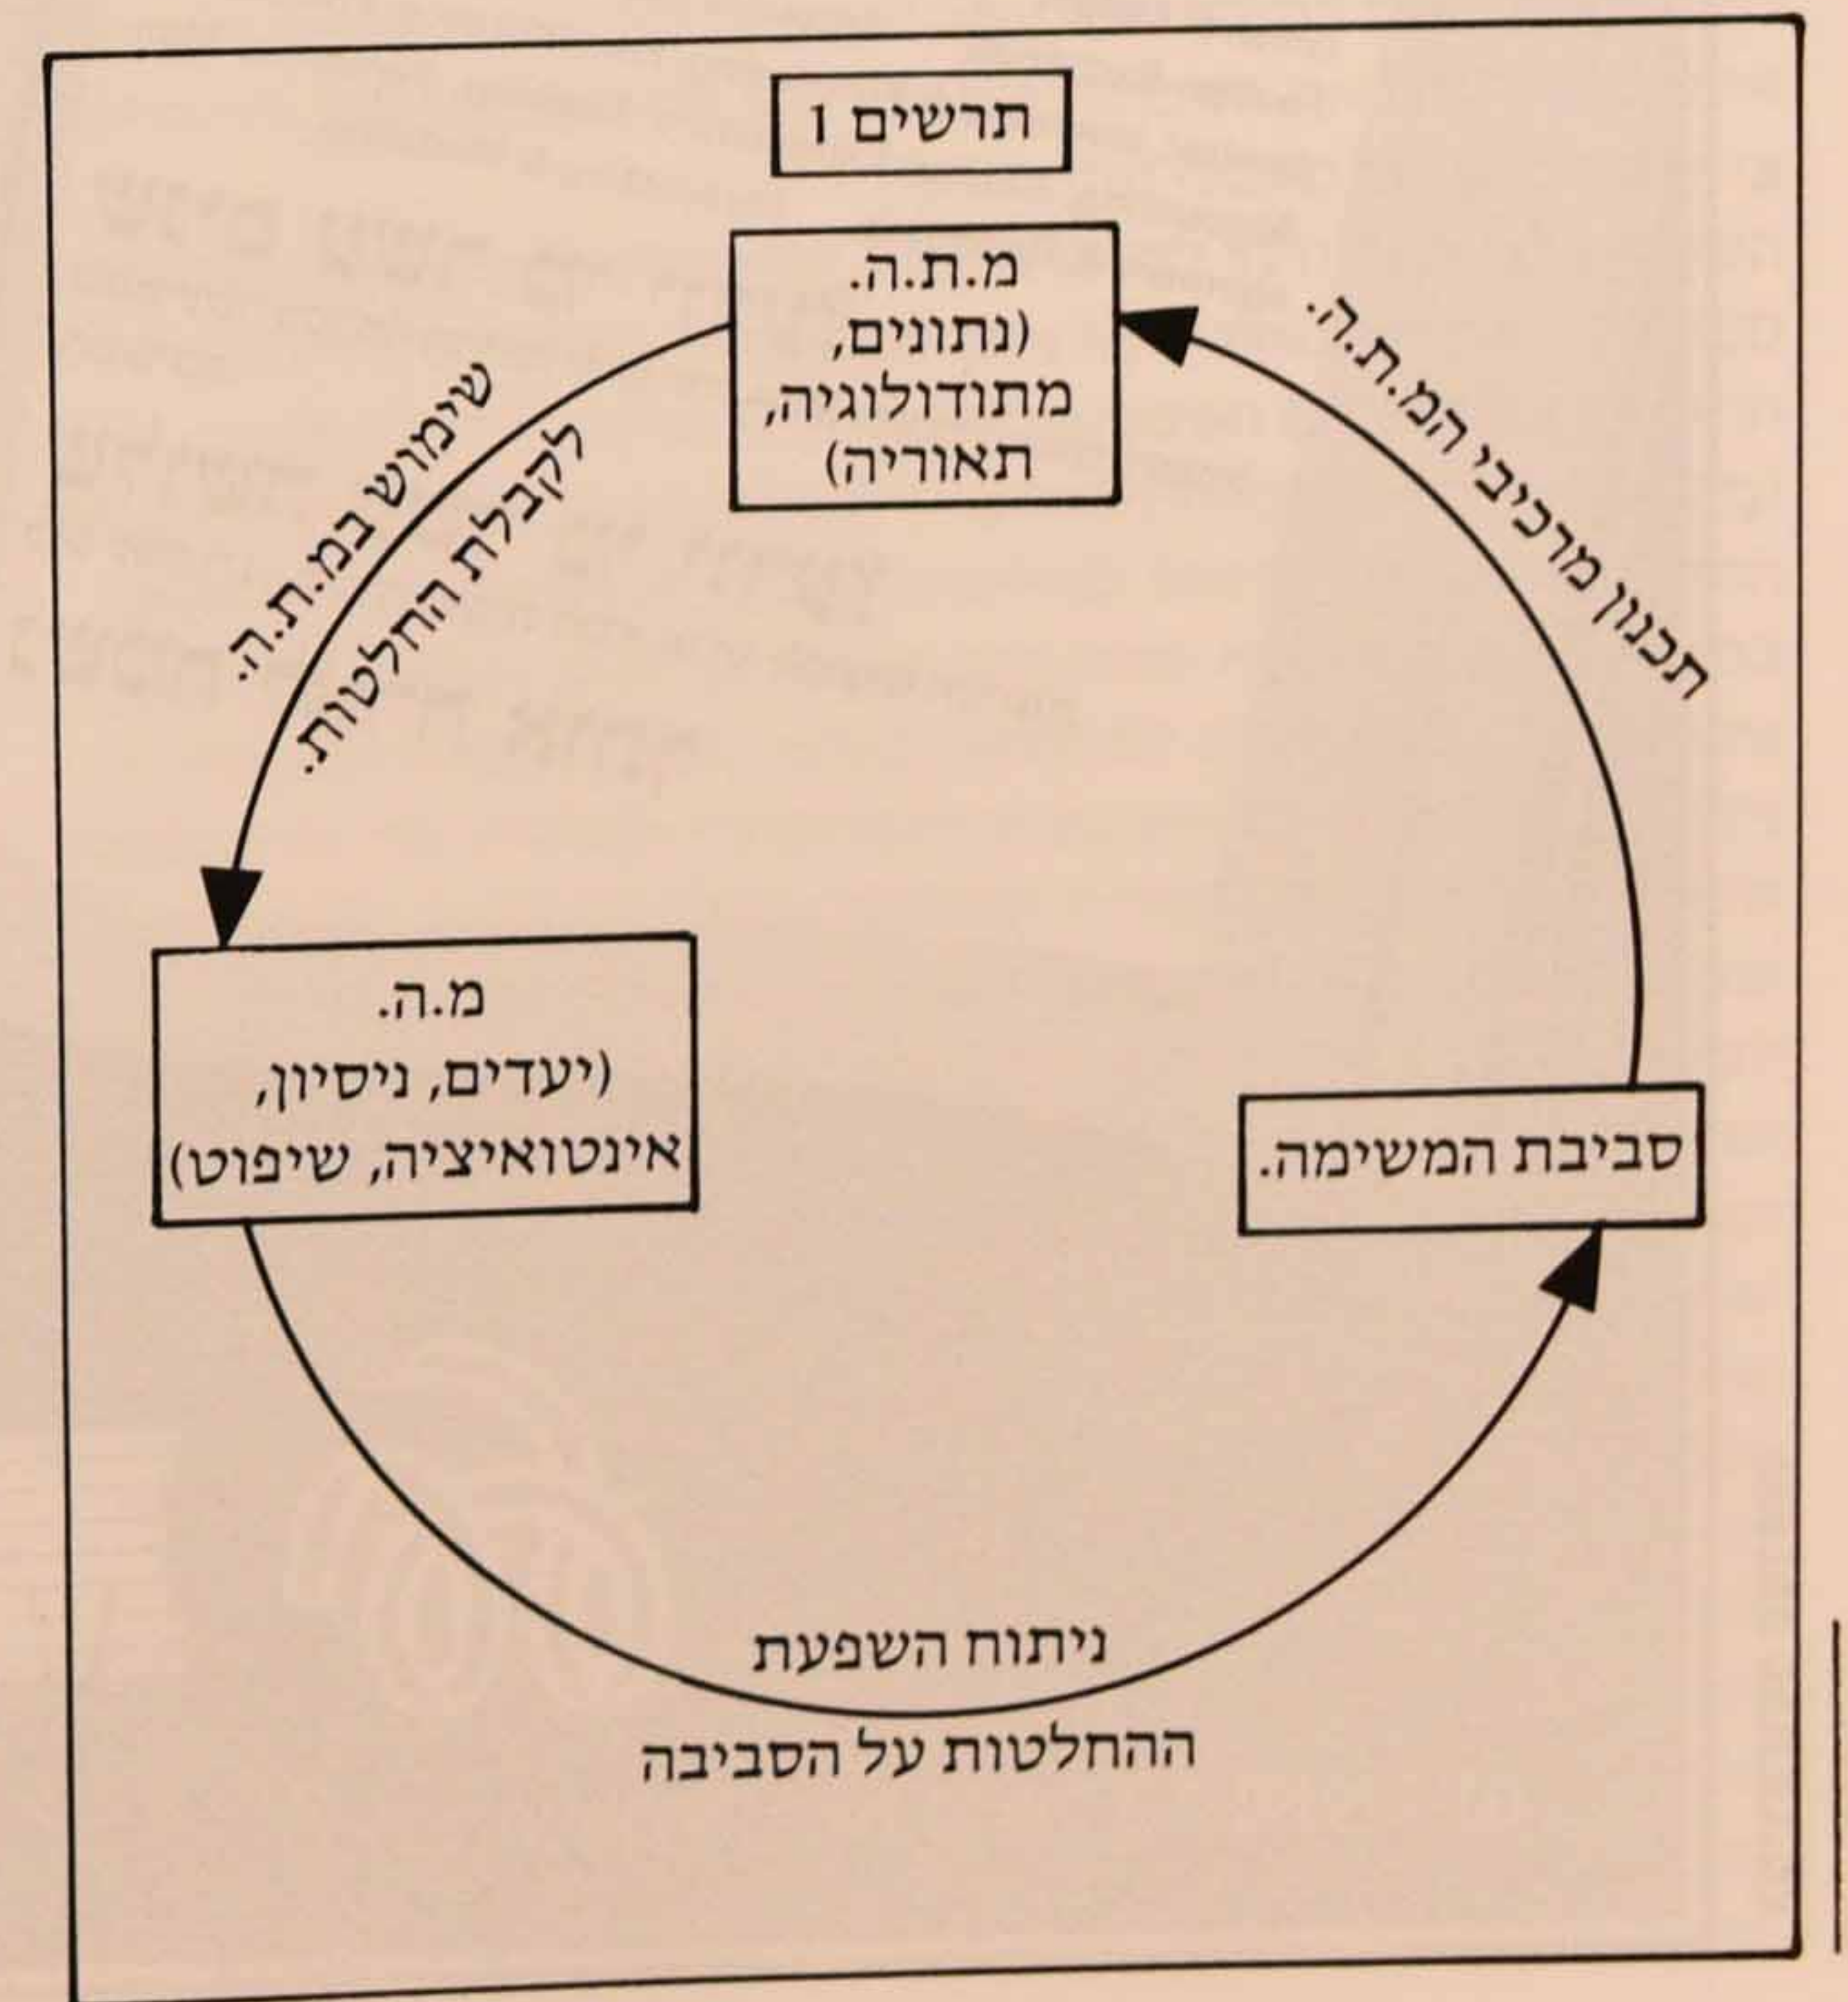 תרשים 1
מ.ת.ה.
(נתונים,
מתודולוגיה,
תאוריה)
תכנון מרכיבי המ.ת.ה.
שימוש במ.ת.ה.
לקבלת החלטות.
מ.ה.
(יעדים, ניסיון,
אינטואיציה, שיפוט)
סביבת המשימה.
ניתוח השפעת
ההחלטות על הסביבה